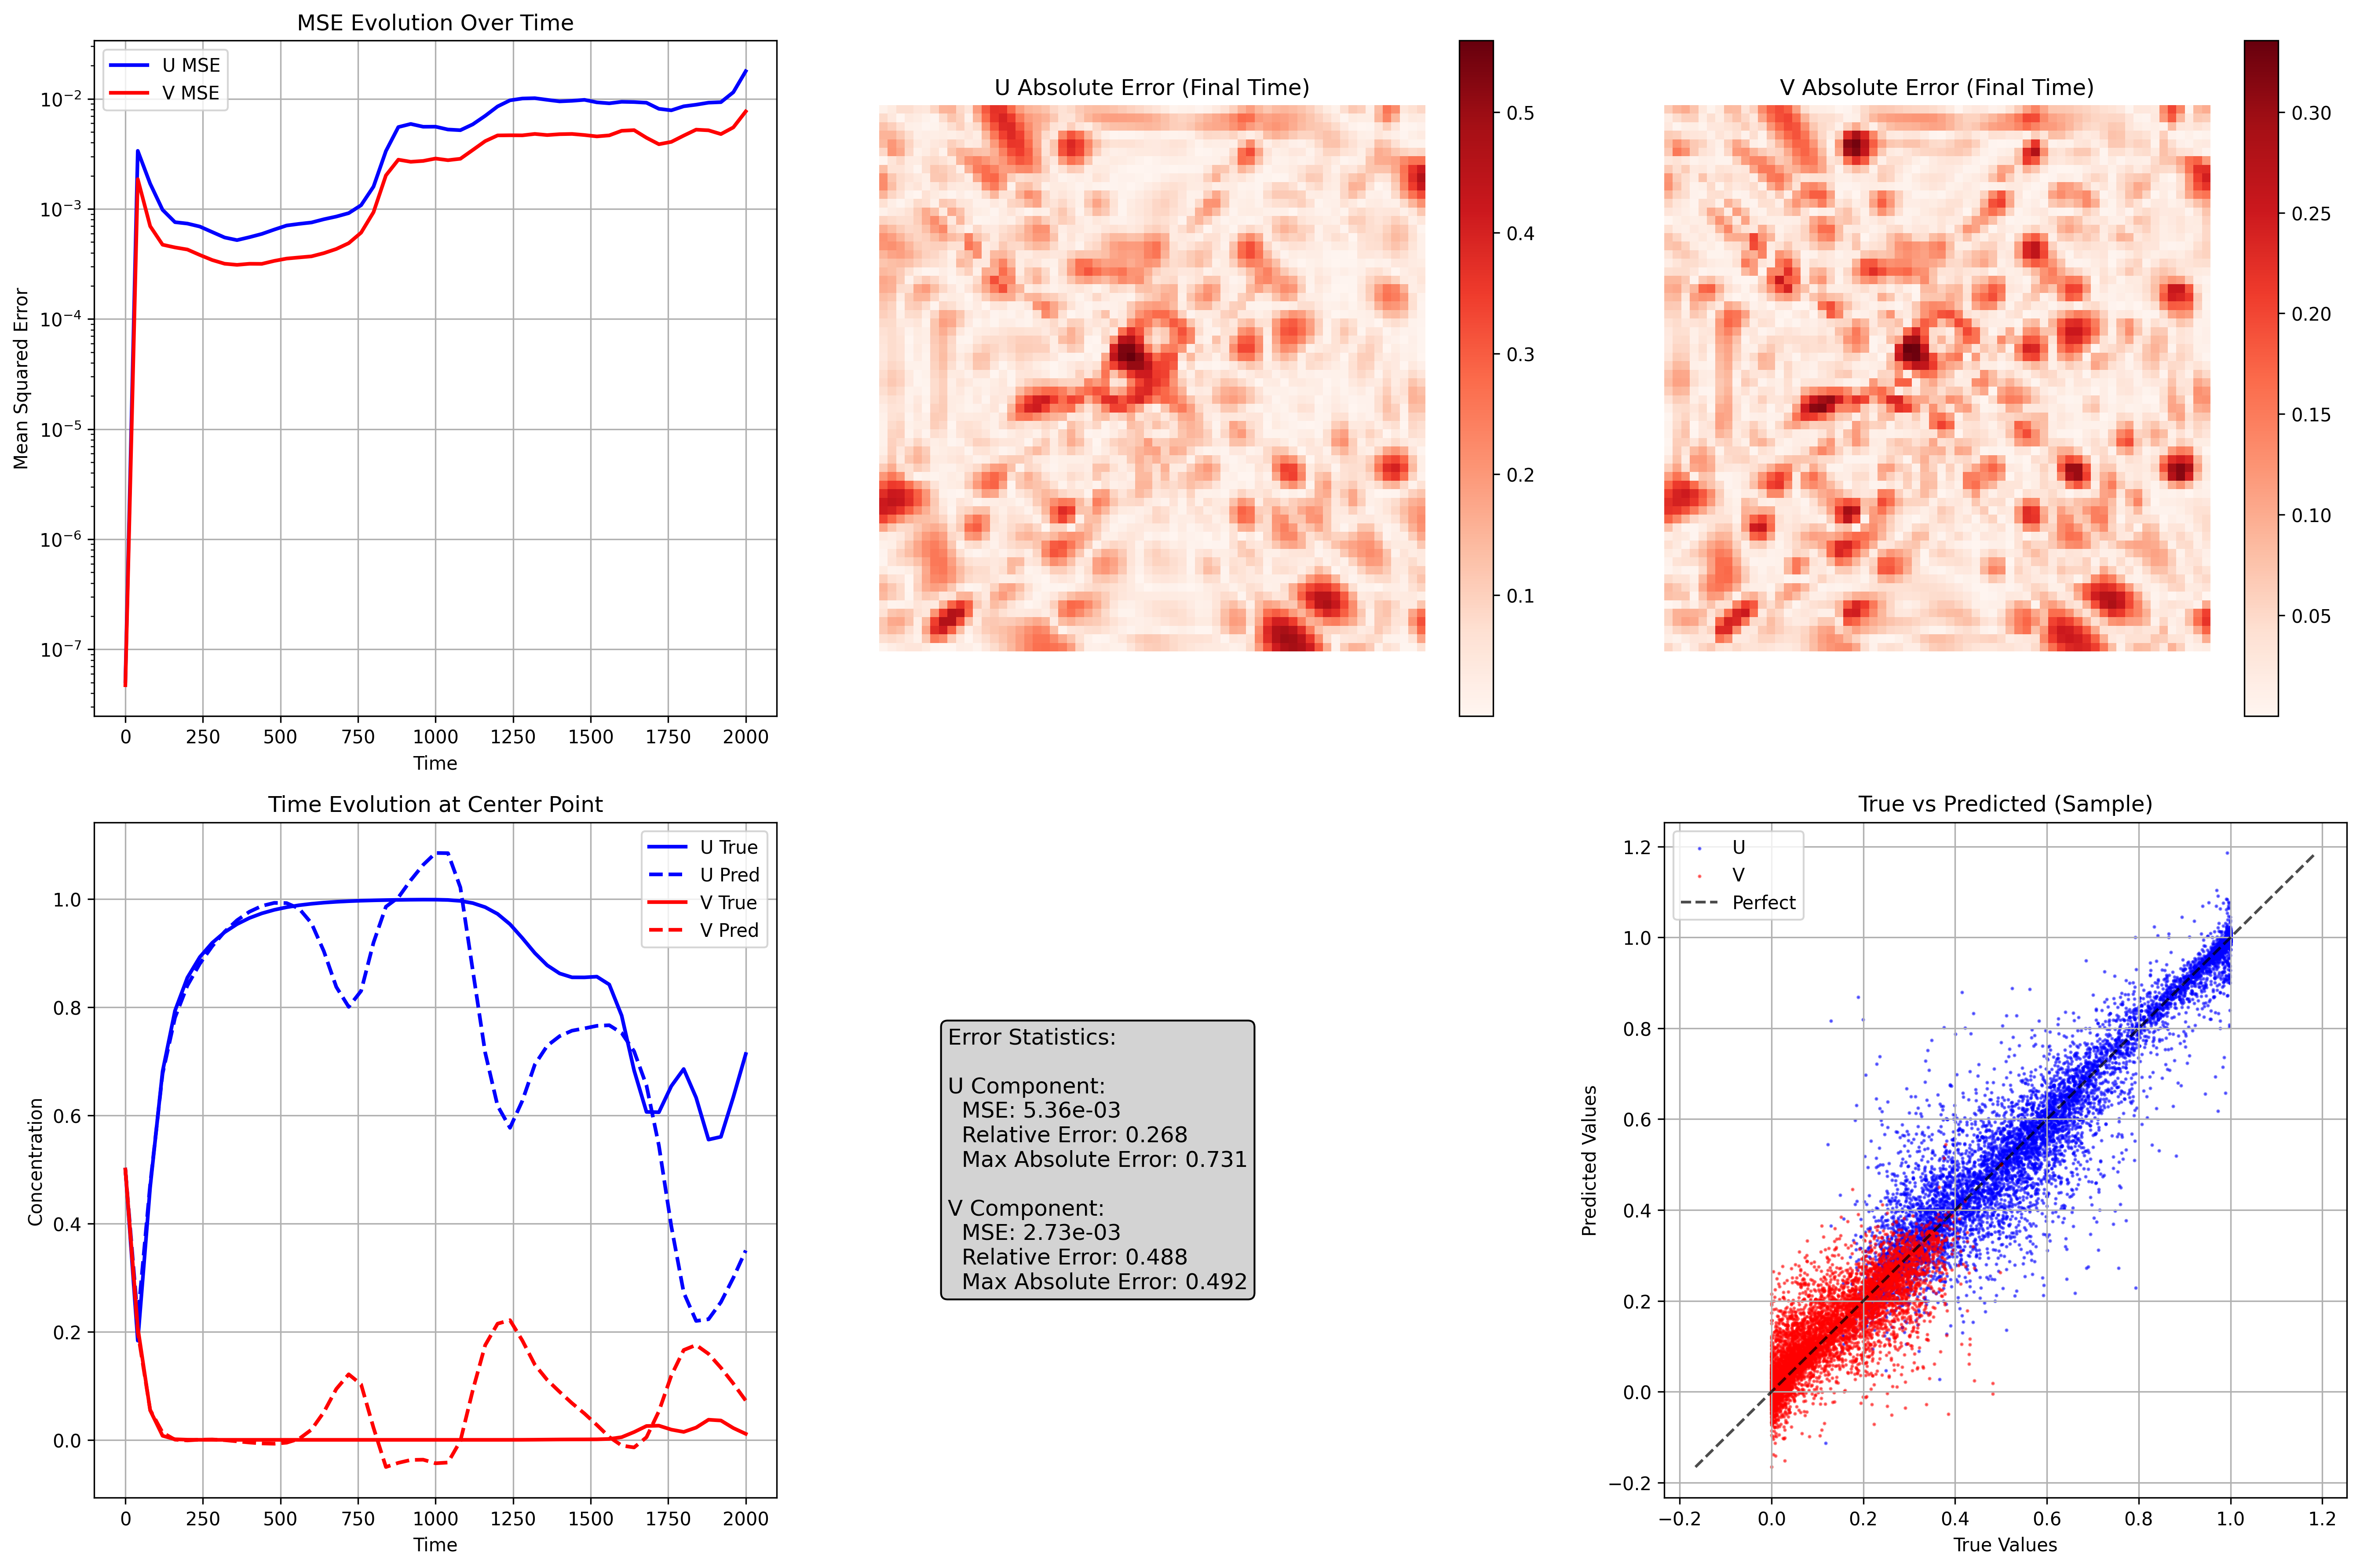 MSE Evolution Over Time
U MSE
V MSE
10⁻²
10⁻³
10⁻⁴
10⁻⁵
10⁻⁶
10⁻⁷
Mean Squared Error
0 250 500 750 1000 1250 1500 1750 2000
Time
U Absolute Error (Final Time)
0.5
0.4
0.3
0.2
0.1
V Absolute Error (Final Time)
0.30
0.25
0.20
0.15
0.10
0.05
Time Evolution at Center Point
U True
U Pred
V True
V Pred
1.0
0.8
0.6
0.4
0.2
0.0
Concentration
0 250 500 750 1000 1250 1500 1750 2000
Time
Error Statistics:
U Component:
MSE: 5.36e-03
Relative Error: 0.268
Max Absolute Error: 0.731
V Component:
MSE: 2.73e-03
Relative Error: 0.488
Max Absolute Error: 0.492
True vs Predicted (Sample)
U
V
Perfect
1.2
1.0
0.8
0.6
0.4
0.2
0.0
−0.2
Predicted Values
−0.2 0.0 0.2 0.4 0.6 0.8 1.0 1.2
True Values